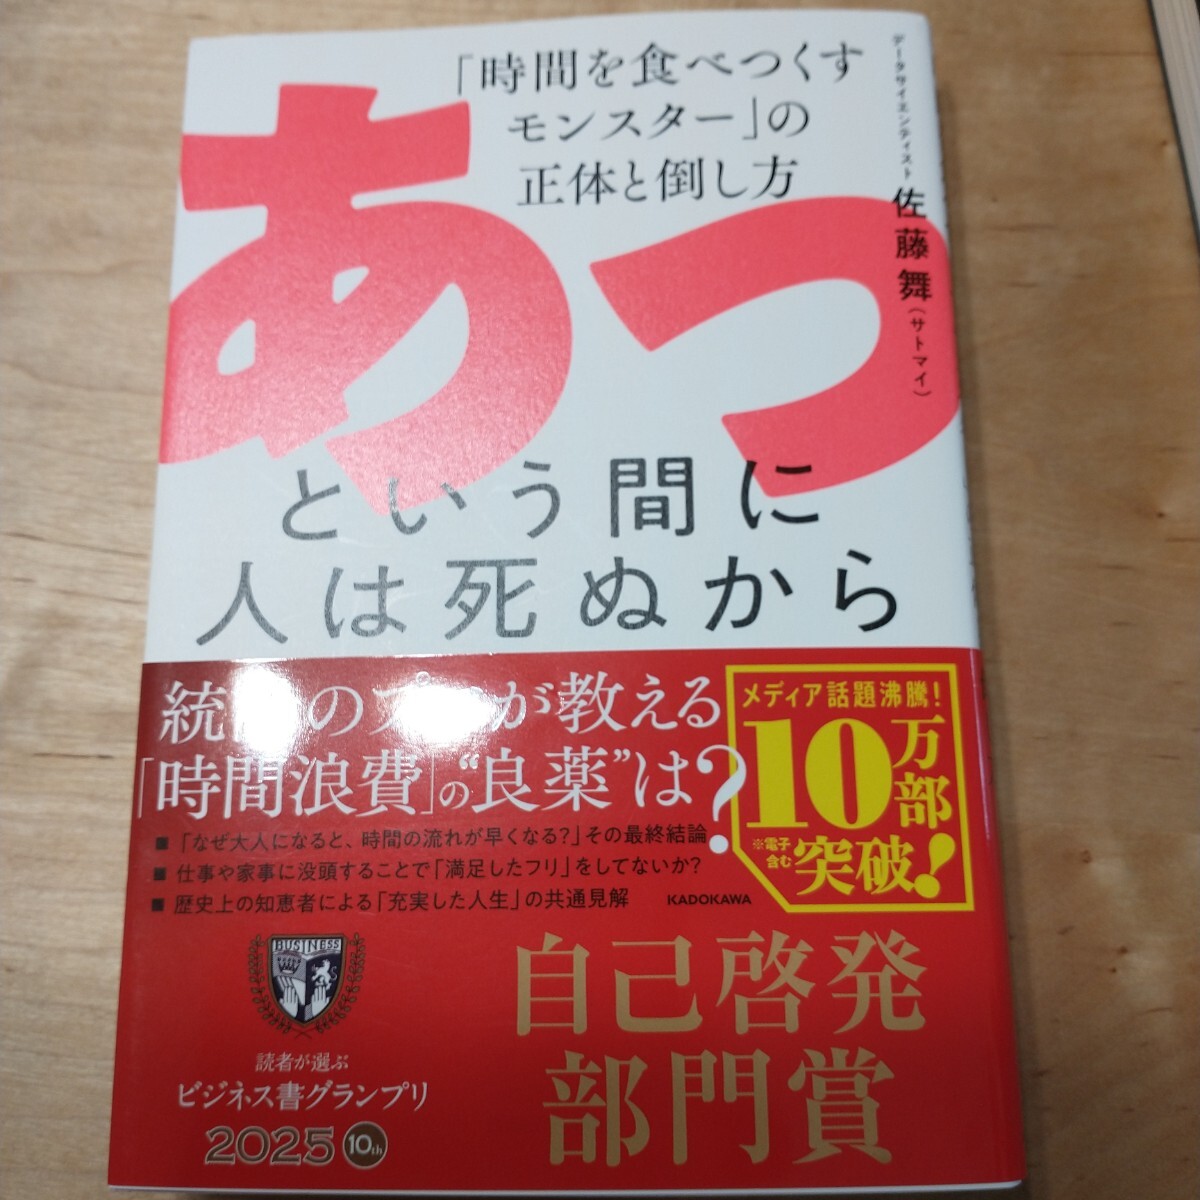 「時間を食べつくす
モンスター」の
正体と倒し方
データサイエンティスト
佐藤舞(サトマイ)
あっ
という間に
人は死ぬから
統計のプロが教える
「時間浪費」の“良薬”は?
■ 「なぜ大人になると、時間の流れが早くなる?」その最終結論
■ 仕事や家事に没頭することで「満足したフリ」をしてないか?
■ 歴史上の知恵者による「充実した人生」の共通見解
KADOKAWA
メディア話題沸騰!
10万部
※電子含む
突破!
BUSINESS
読者が選ぶ
ビジネス書グランプリ
2025 10th
自己啓発
部門賞